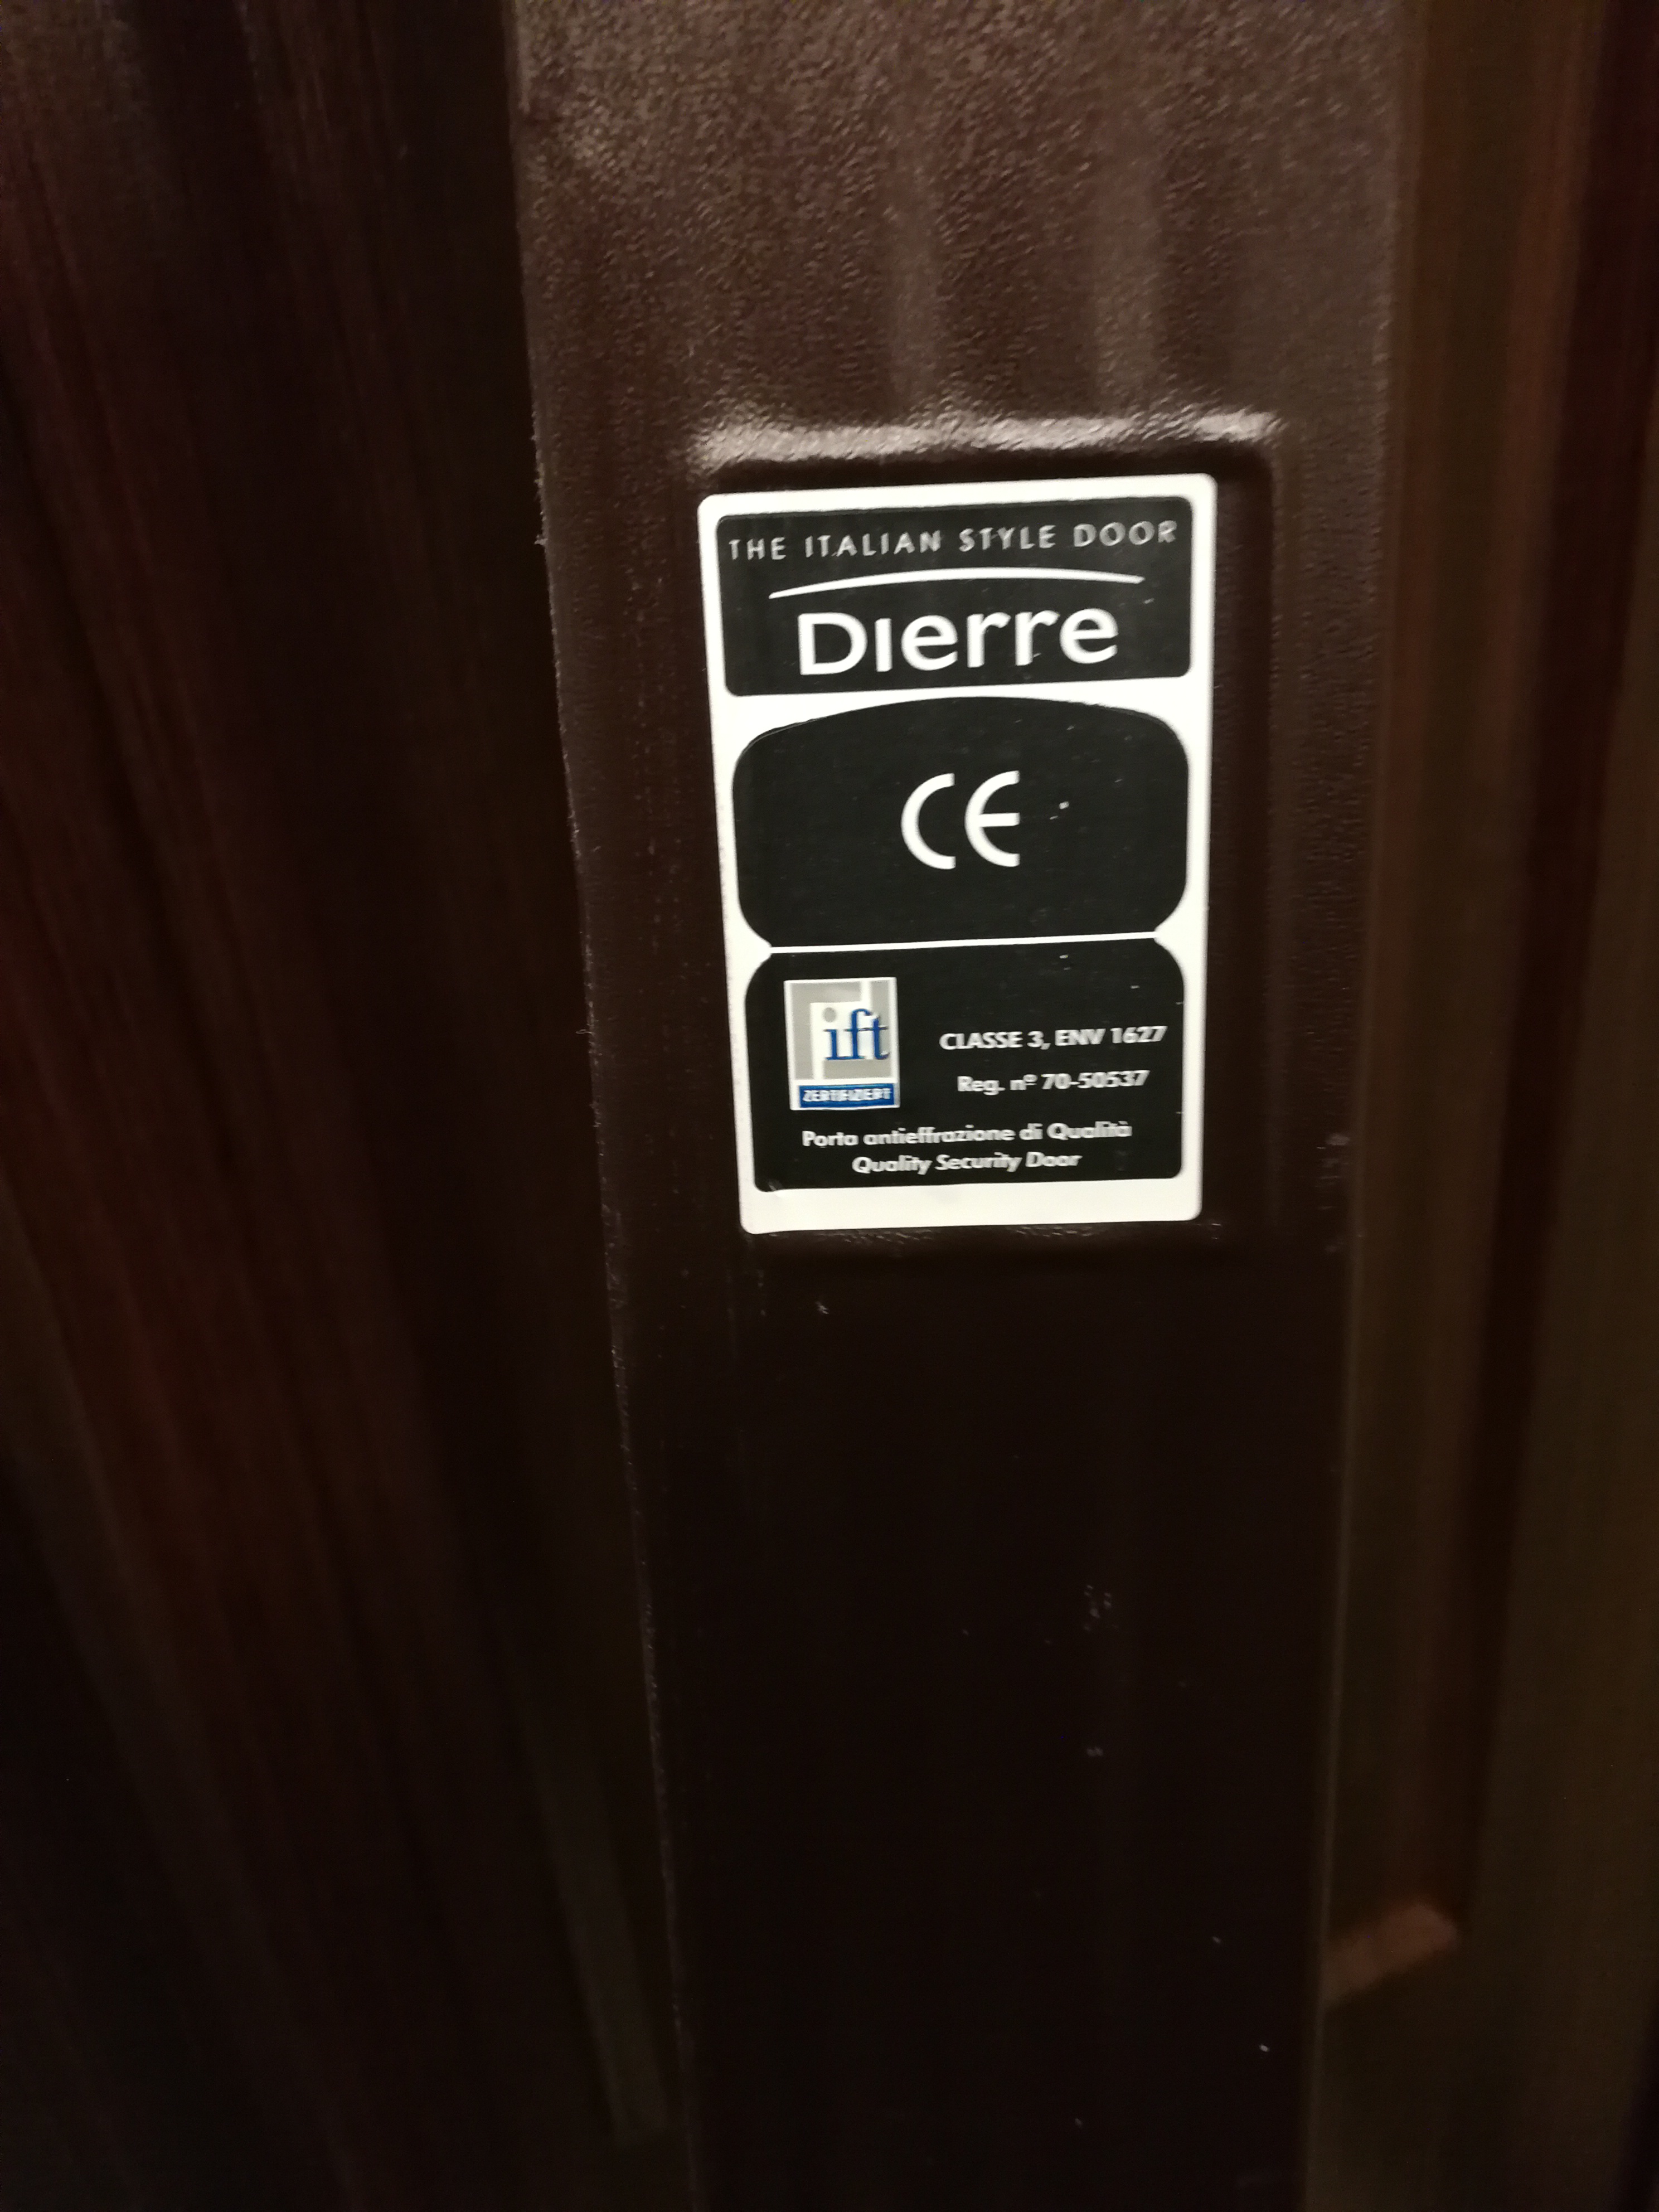 THE ITALIAN STYLE DOOR
Dierre
CE
ift
ZERTIFIZIERT
CLASSE 3, ENV 1627
Reg. nº 70-50537
Porta antieffrazione di Qualità
Quality Security Door